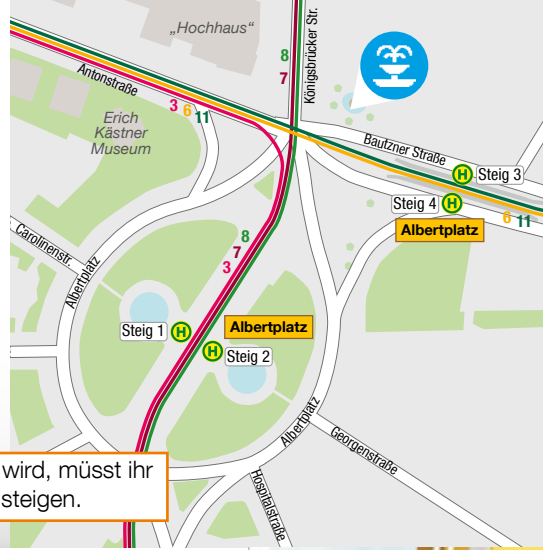 „Hochhaus“
8
7
Königsbrücker Str.
Antonstraße
3 6 11
Erich
Kästner
Museum
Bautzner Straße
H Steig 3
Steig 4 H
Albertplatz
6 11
Carolinenstr.
Albertplatz
8
7
3
Steig 1 H
Albertplatz
H Steig 2
Albertplatz
Georgenstraße
Hospitalstraße
wird, müsst ihr
steigen.